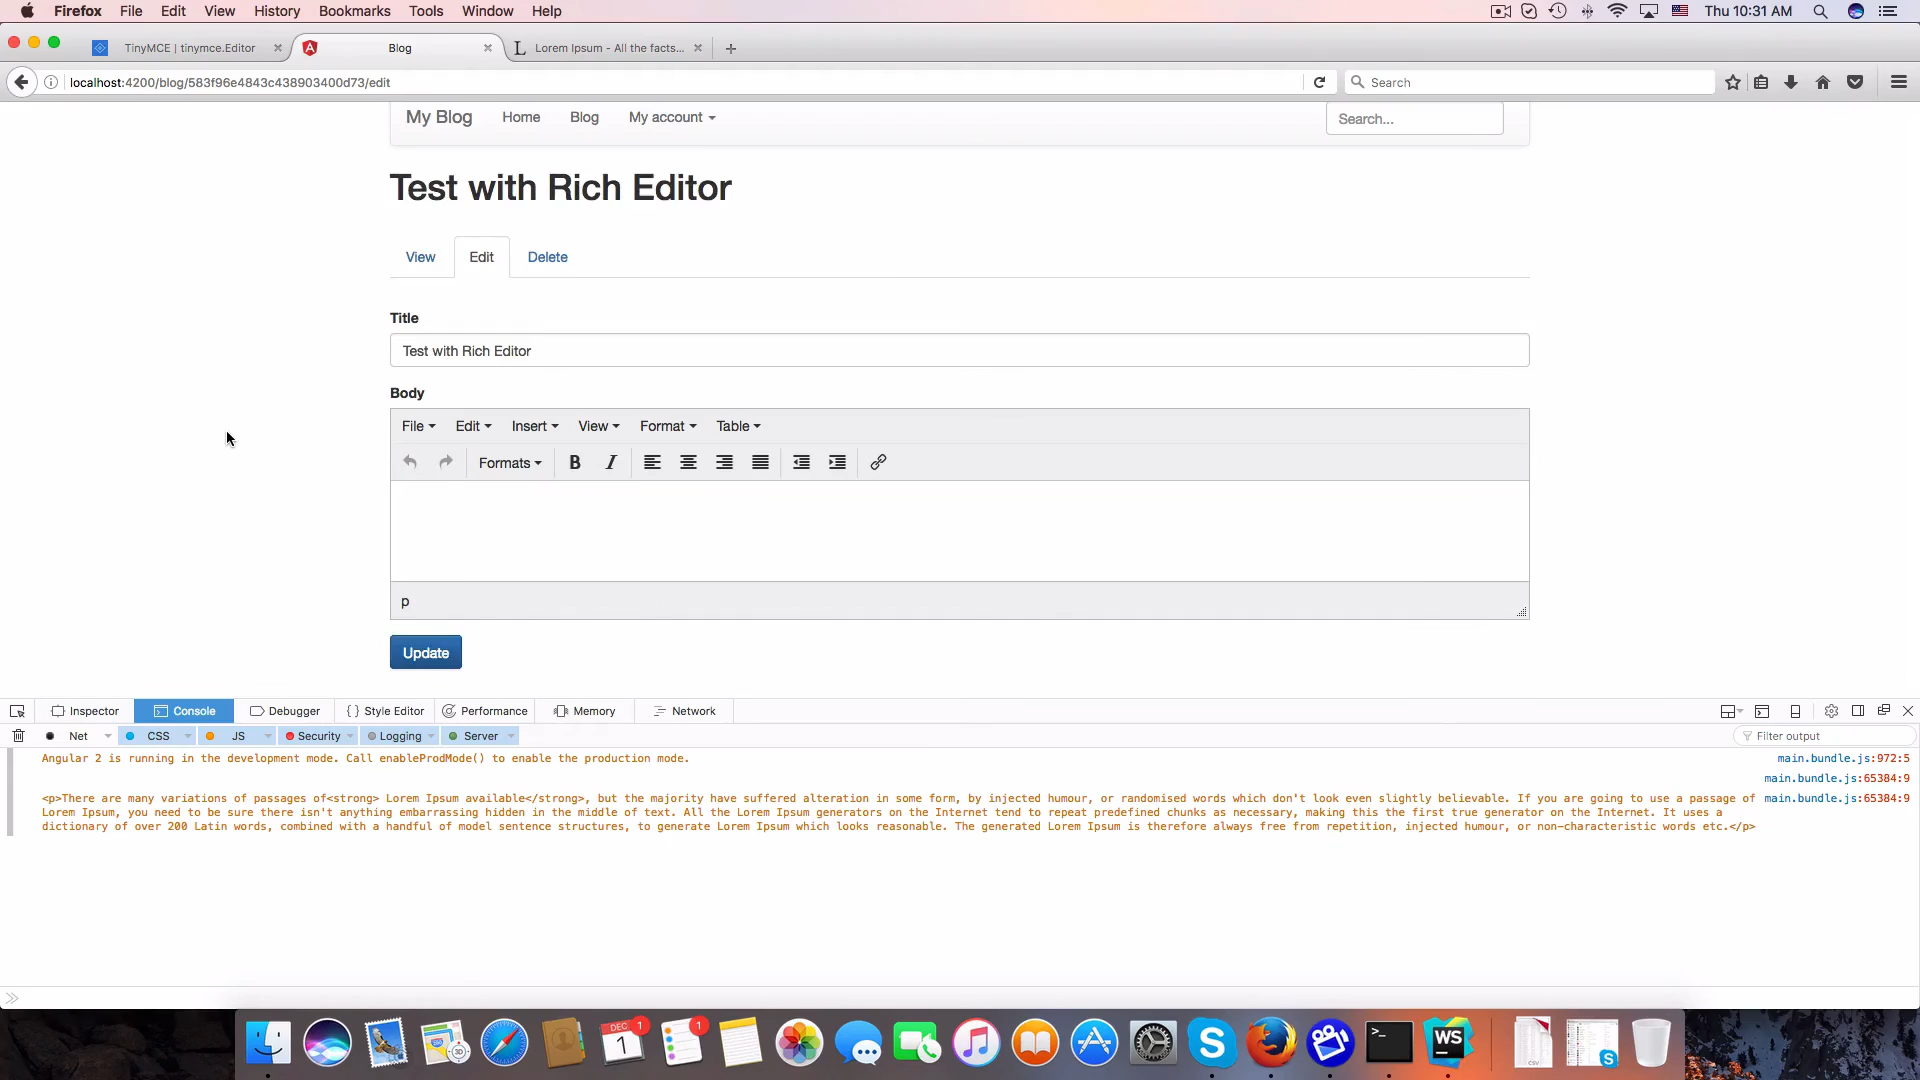 Firefox File Edit View History Bookmarks Tools Window Help Thu 10:31 AM
TinyMCE | tinymce.Editor Blog Lorem Ipsum - All the facts...
localhost:4200/blog/583f96e4843c438903400d73/edit Search
My Blog Home Blog My account Search...
Test with Rich Editor
View Edit Delete
Title
Test with Rich Editor
Body
File Edit Insert View Format Table
Formats B I
p
Update
Inspector Console Debugger Style Editor Performance Memory Network
Net CSS JS Security Logging Server Filter output
Angular 2 is running in the development mode. Call enableProdMode() to enable the production mode. main.bundle.js:972:5
main.bundle.js:65384:9
<p>There are many variations of passages of<strong> Lorem Ipsum available</strong>, but the majority have suffered alteration in some form, by injected humour, or randomised words which don't look even slightly believable. If you are going to use a passage of main.bundle.js:65384:9
Lorem Ipsum, you need to be sure there isn't anything embarrassing hidden in the middle of text. All the Lorem Ipsum generators on the Internet tend to repeat predefined chunks as necessary, making this the first true generator on the Internet. It uses a
dictionary of over 200 Latin words, combined with a handful of model sentence structures, to generate Lorem Ipsum which looks reasonable. The generated Lorem Ipsum is therefore always free from repetition, injected humour, or non-characteristic words etc.</p>
DEC 1 1
1
3D
WS
CSV